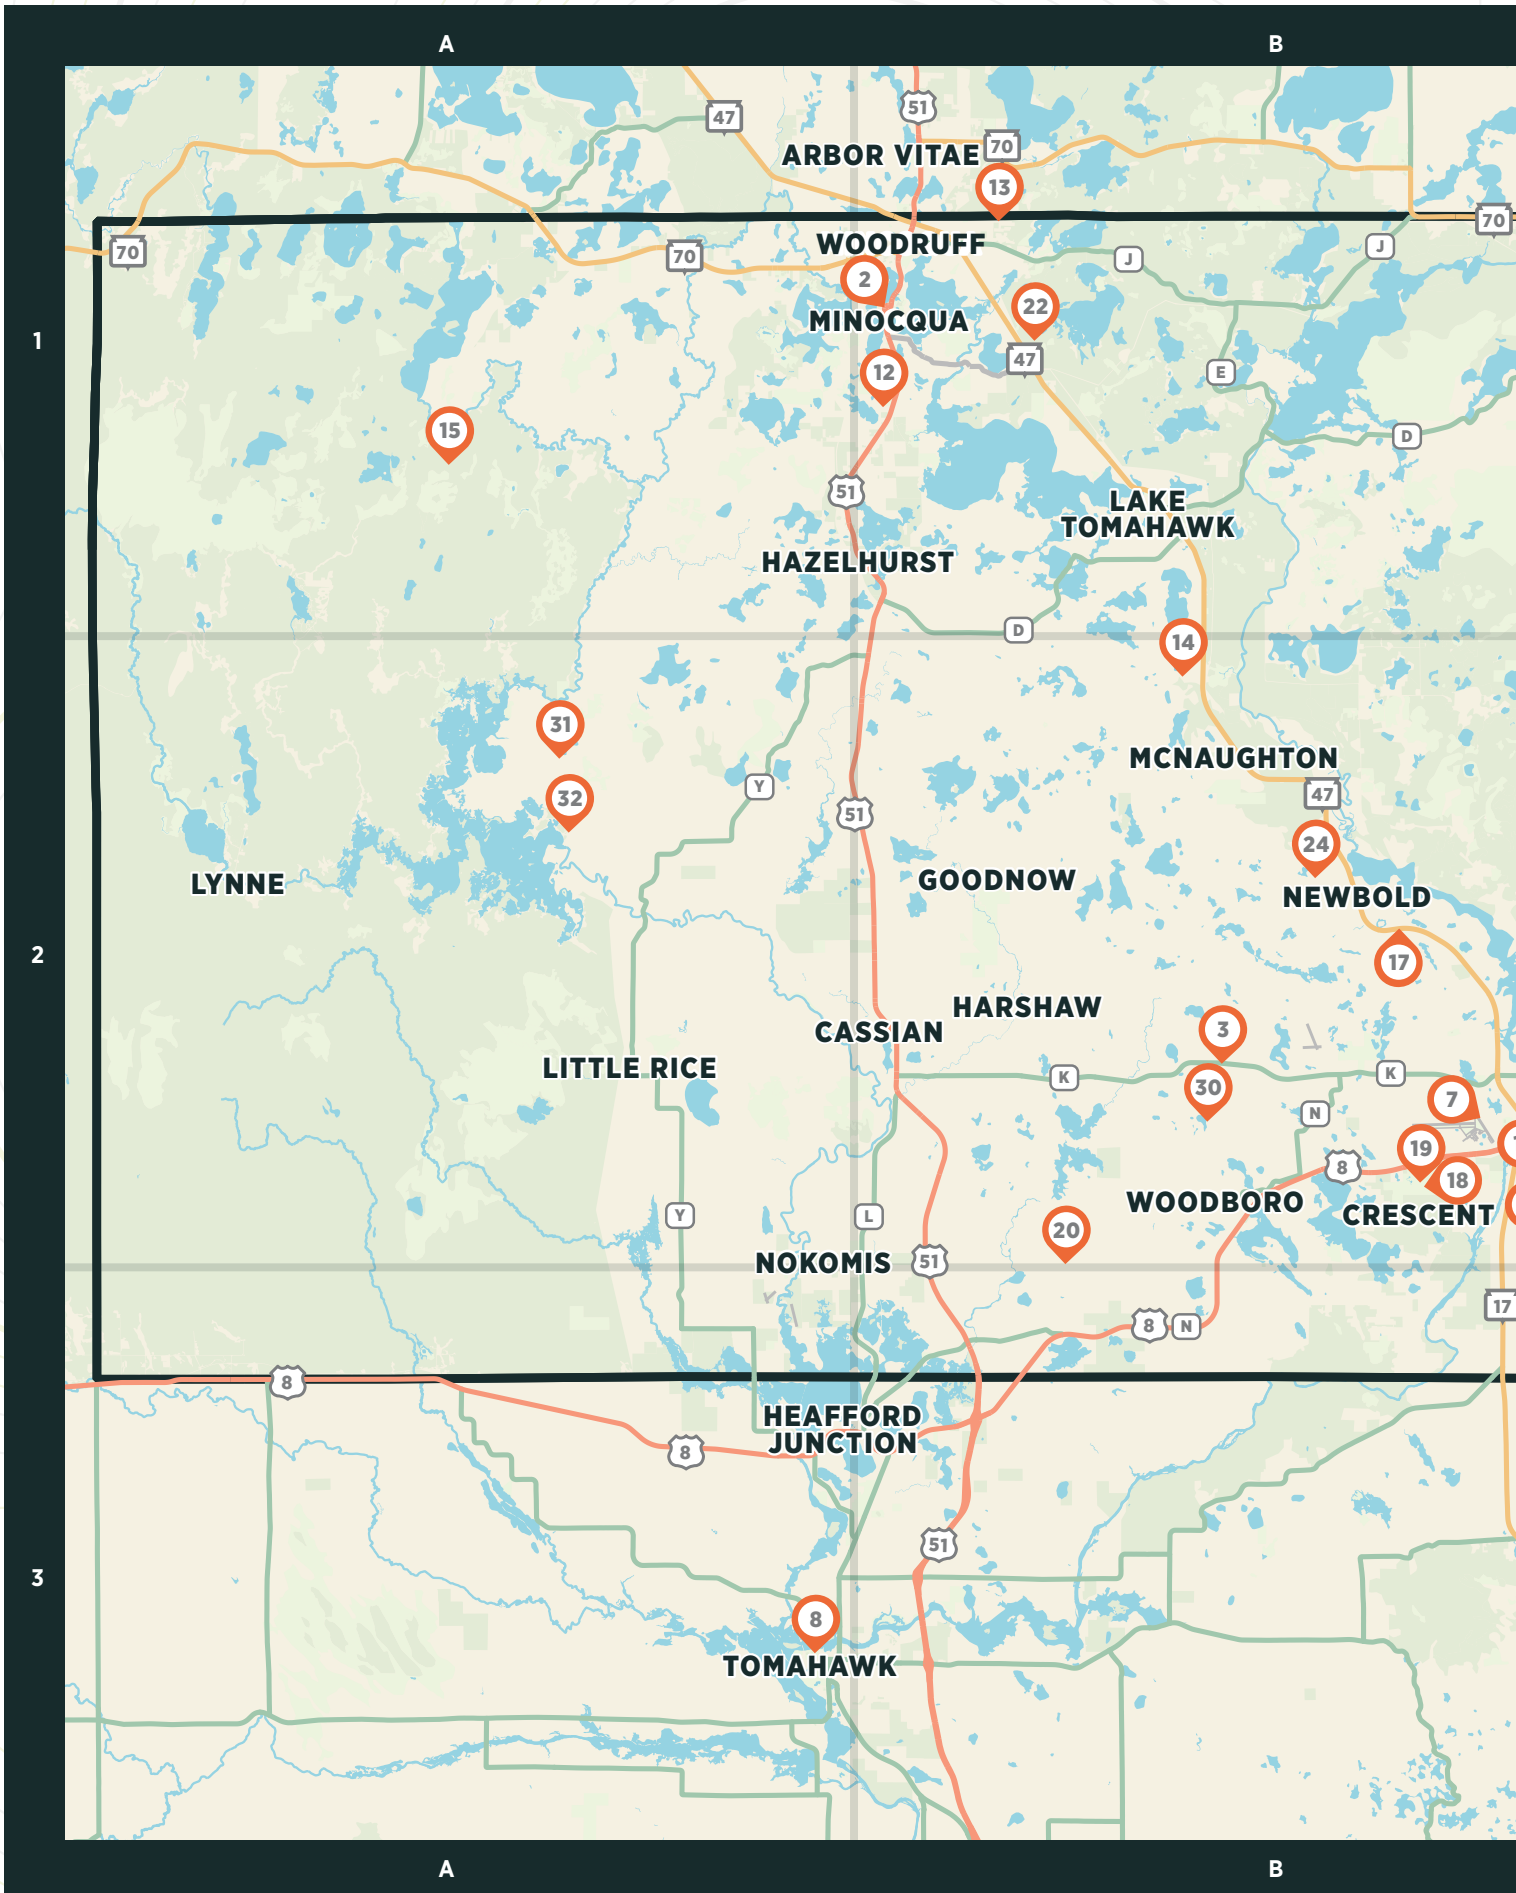 A
B
47
51
ARBOR VITAE
70
13
70
WOODRUFF
J
J
70
70
2
22
1
MINOCQUA
47
12
E
15
D
51
LAKE
TOMAHAWK
HAZELHURST
D
14
31
MCNAUGHTON
Y
47
32
51
24
LYNNE
GOODNOW
NEWBOLD
2
17
HARSHAW
3
CASSIAN
LITTLE RICE
K
K
30
7
N
19
8
18
WOODBORO
Y
L
CRESCENT
20
NOKOMIS
51
17
8
N
8
HEAFFORD
JUNCTION
8
51
3
8
TOMAHAWK
A
B